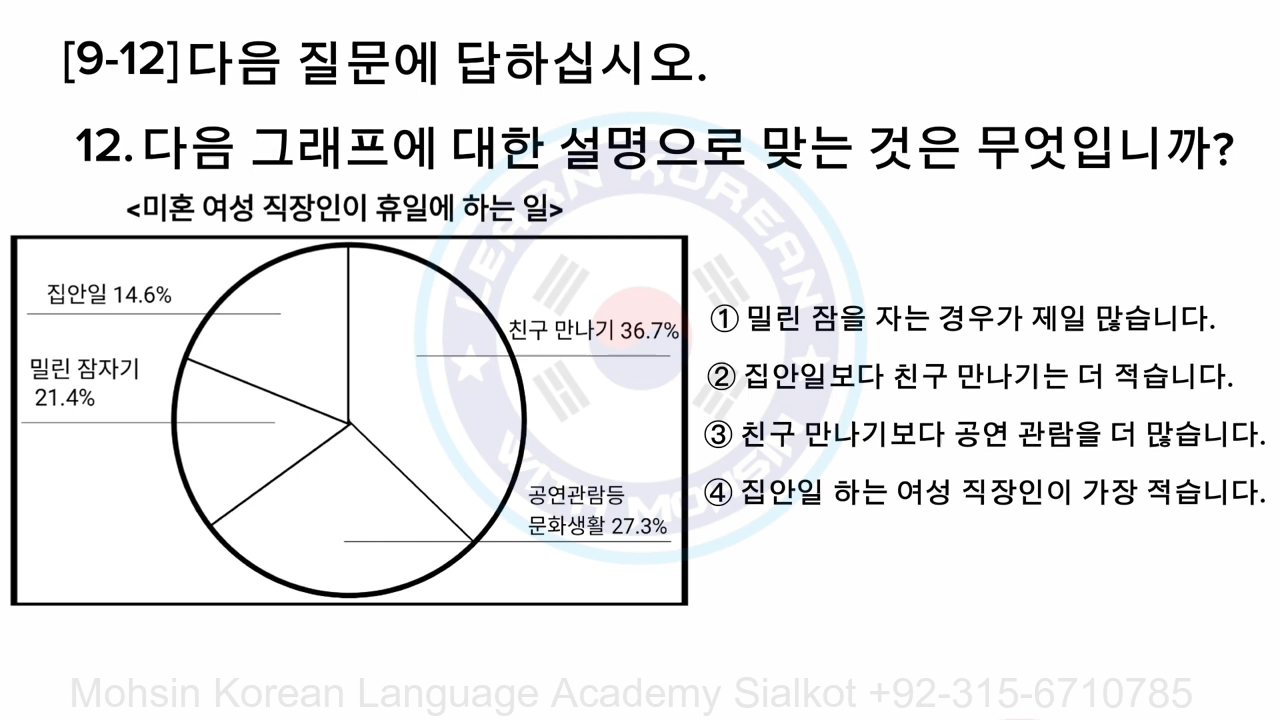 [9-12]다음 질문에 답하십시오.
12. 다음 그래프에 대한 설명으로 맞는 것은 무엇입니까?
<미혼 여성 직장인이 휴일에 하는 일>
집안일 14.6%
친구 만나기 36.7%
밀린 잠자기
21.4%
공연관람등
문화생활 27.3%
① 밀린 잠을 자는 경우가 제일 많습니다.
② 집안일보다 친구 만나기는 더 적습니다.
③ 친구 만나기보다 공연 관람을 더 많습니다.
④ 집안일 하는 여성 직장인이 가장 적습니다.
LEARN KOREAN
WITH MOHSIN
Mohsin Korean Language Academy Sialkot +92-315-6710785